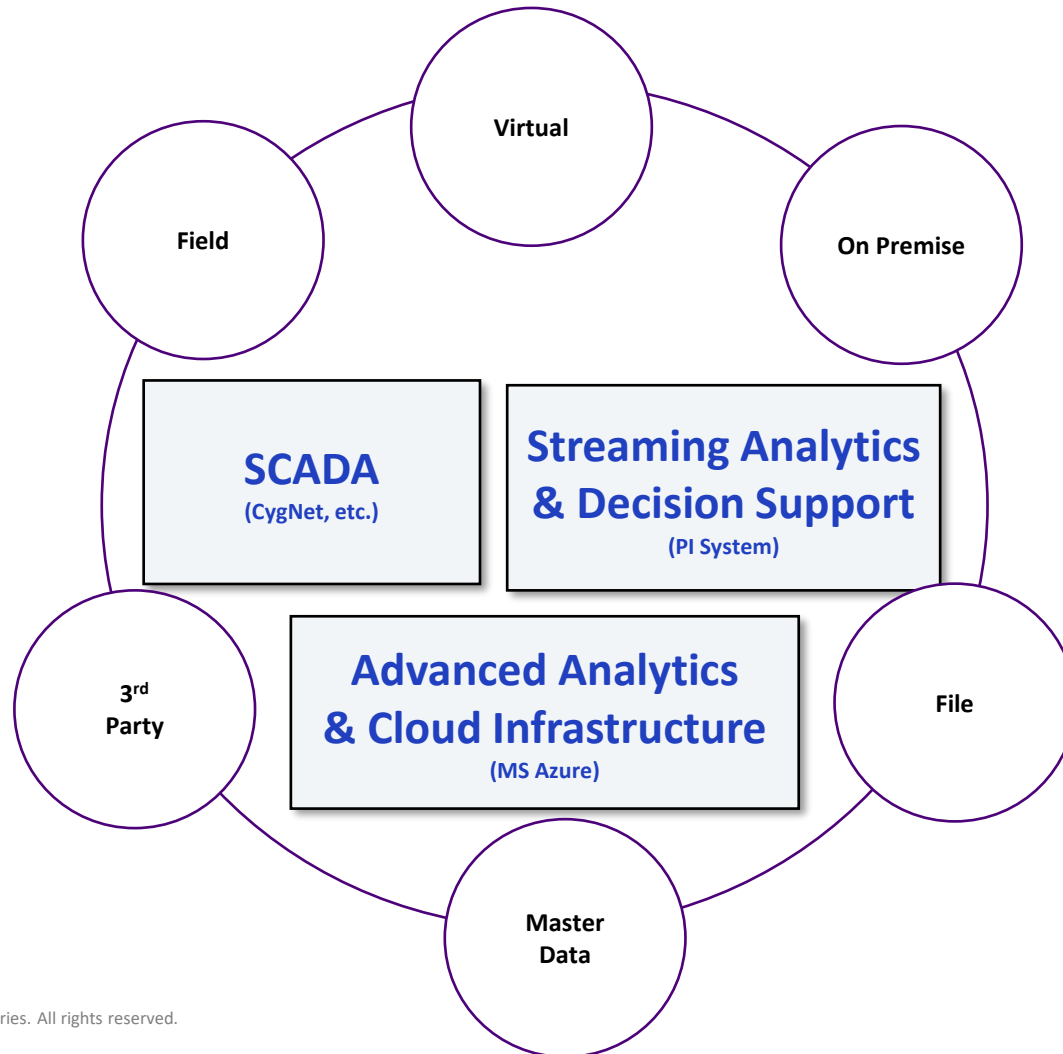 Virtual
Field
On Premise
SCADA
(CygNet, etc.)
Streaming Analytics
& Decision Support
(PI System)
3rd
Party
Advanced Analytics
& Cloud Infrastructure
(MS Azure)
File
Master
Data
ries. All rights reserved.